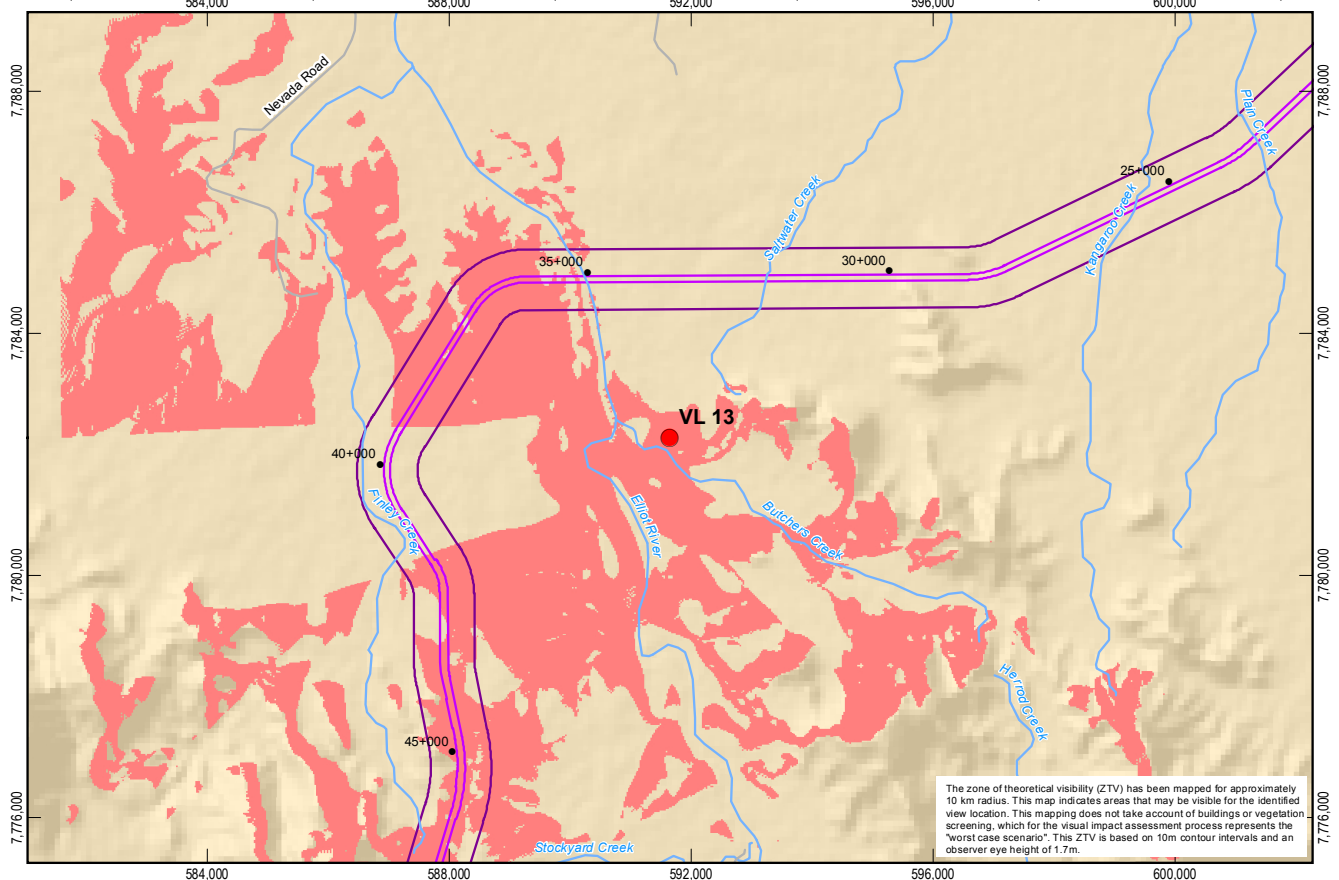 584,000
588,000
592,000
596,000
600,000
7,788,000
7,788,000
Nevada Road
Plain Creek
25+000
Kangaroo Creek
Saltwater Creek
35+000
30+000
7,784,000
7,784,000
VL 13
40+000
Finley Creek
Elliot River
Butchers Creek
7,780,000
7,780,000
Herrod Creek
45+000
7,776,000
7,776,000
Stockyard Creek
The zone of theoretical visibility (ZTV) has been mapped for approximately
10 km radius. This map indicates areas that may be visible for the identified
view location. This mapping does not take account of buildings or vegetation
screening, which for the visual impact assessment process represents the
"worst case scenario". This ZTV is based on 10m contour intervals and an
observer eye height of 1.7m.
584,000
588,000
592,000
596,000
600,000